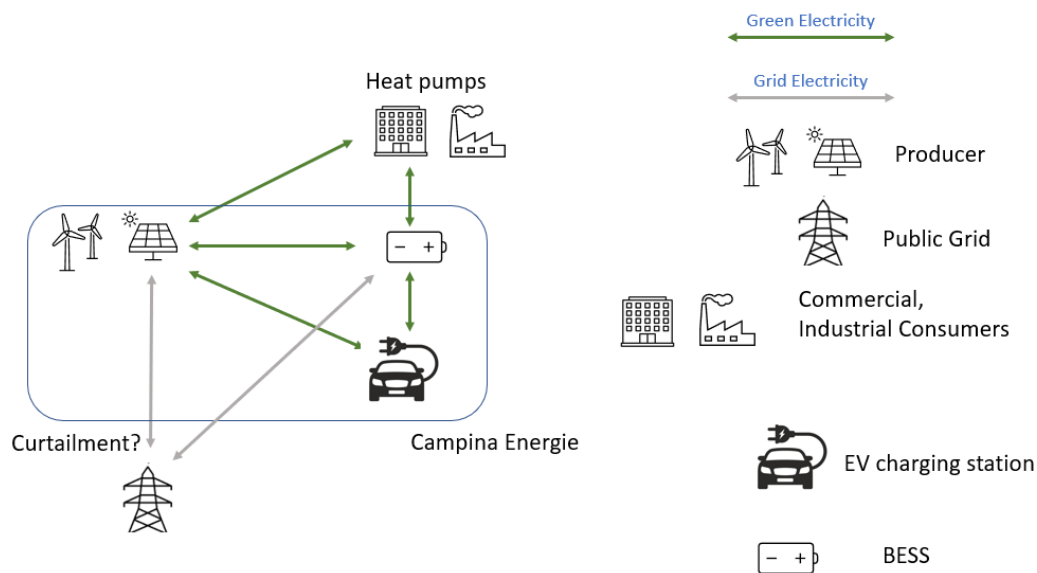 Green Electricity
Heat pumps
Grid Electricity
Producer
Public Grid
Commercial,
Industrial Consumers
Curtailment?
Campina Energie
EV charging station
BESS